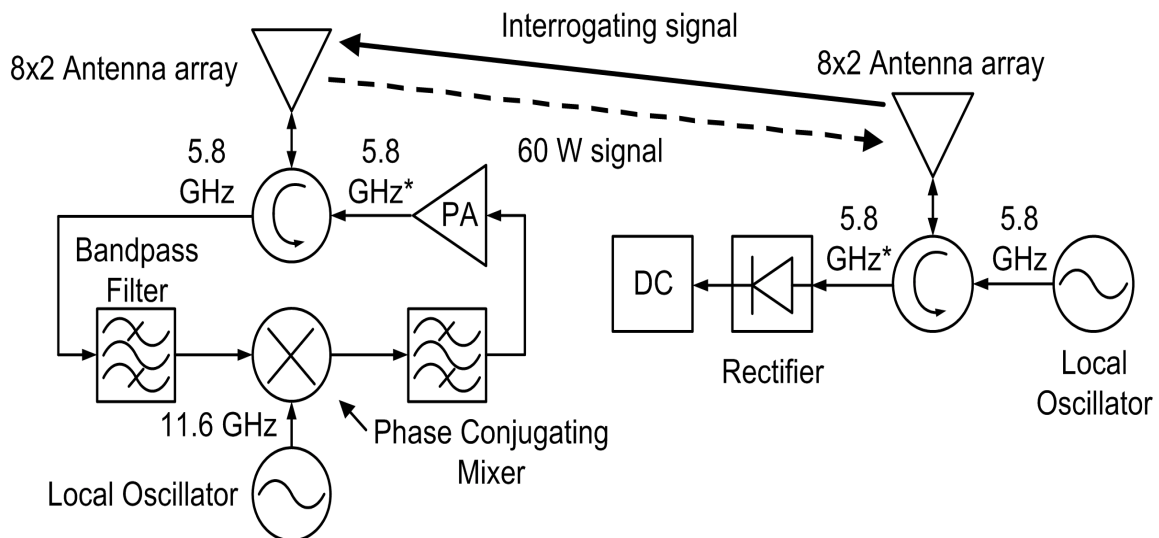 Interrogating signal
8x2 Antenna array
8x2 Antenna array
60 W signal
5.8
GHz
5.8
GHz*
PA
Bandpass
Filter
5.8
GHz*
5.8
GHz
DC
Rectifier
Local
Oscillator
11.6 GHz
Phase Conjugating
Mixer
Local Oscillator